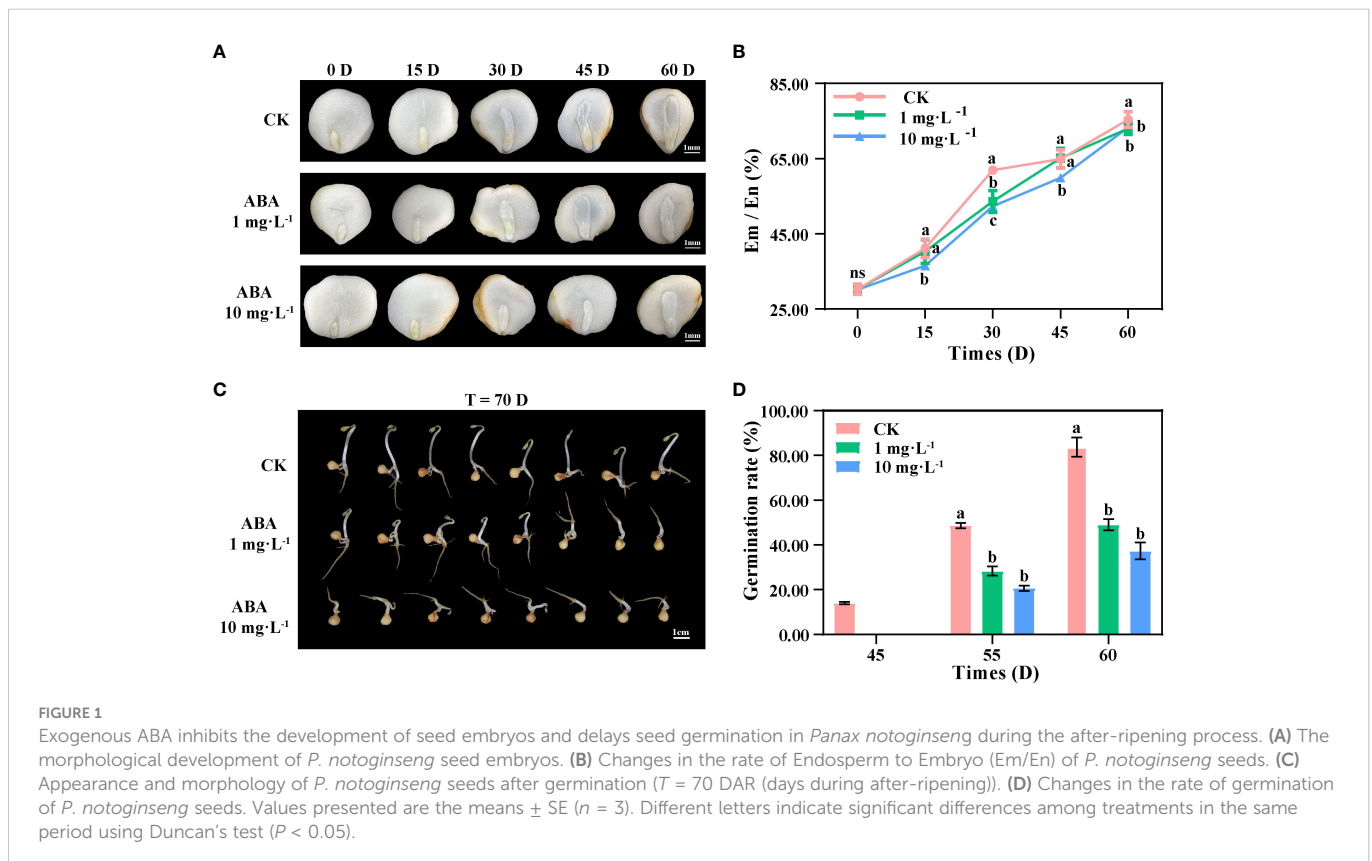 A
0 D 15 D 30 D 45 D 60 D
CK
1mm
ABA
1 mg·L⁻¹
1mm
ABA
10 mg·L⁻¹
1mm
B
85.00
65.00
45.00
25.00
Em / En (%)
CK
1 mg·L⁻¹
10 mg·L⁻¹
ns
a
a
b
a
b
c
a
a
b
a
b
b
0 15 30 45 60
Times (D)
C
T = 70 D
CK
ABA
1 mg·L⁻¹
ABA
10 mg·L⁻¹
1cm
D
100.00
80.00
60.00
40.00
20.00
0.00
Germination rate (%)
CK
1 mg·L⁻¹
10 mg·L⁻¹
a
b
b
a
b
b
45 55 60
Times (D)
FIGURE 1
Exogenous ABA inhibits the development of seed embryos and delays seed germination in Panax notoginseng during the after-ripening process. (A) The
morphological development of P. notoginseng seed embryos. (B) Changes in the rate of Endosperm to Embryo (Em/En) of P. notoginseng seeds. (C)
Appearance and morphology of P. notoginseng seeds after germination (T = 70 DAR (days during after-ripening)). (D) Changes in the rate of germination
of P. notoginseng seeds. Values presented are the means ± SE (n = 3). Different letters indicate significant differences among treatments in the same
period using Duncan's test (P < 0.05).